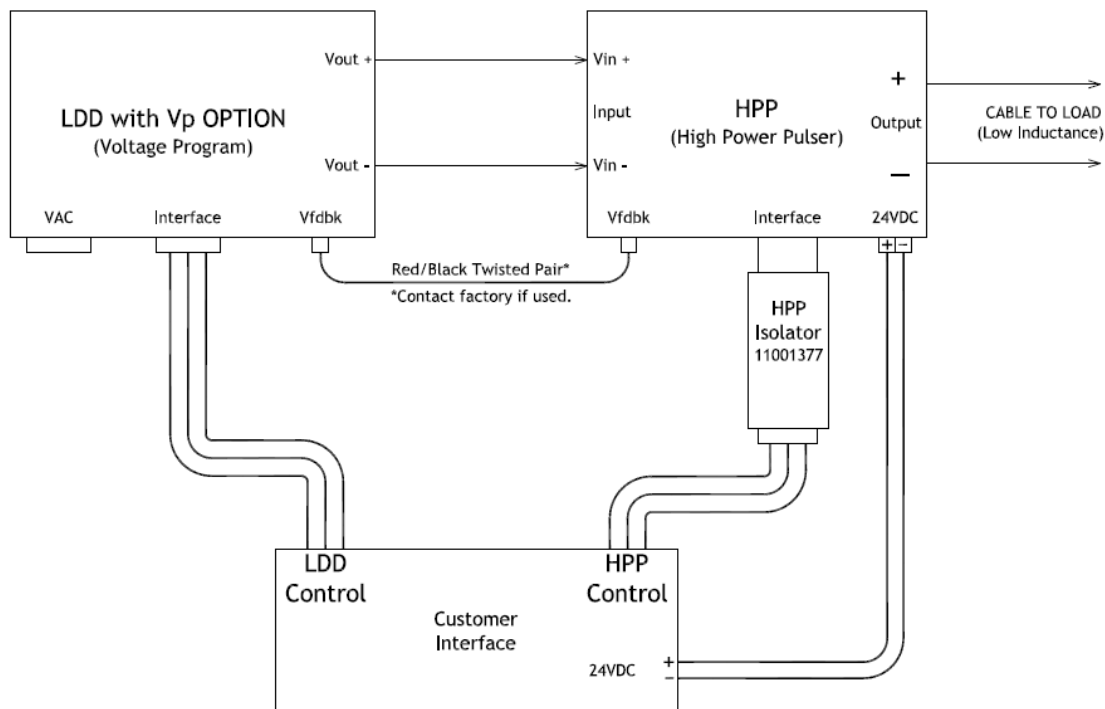 Vout +
Vin +
LDD with Vp OPTION
(Voltage Program)
Input
HPP
(High Power Pulser)
+
Output
−
CABLE TO LOAD
(Low Inductance)
Vout -
Vin -
VAC
Interface
Vfdbk
Vfdbk
Interface
24VDC
+ −
Red/Black Twisted Pair*
*Contact factory if used.
HPP
Isolator
11001377
LDD
Control
HPP
Control
Customer
Interface
24VDC
+
−